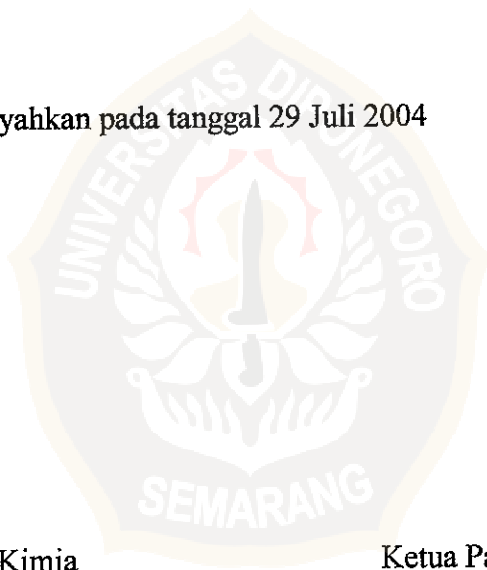 yahkan pada tanggal 29 Juli 2004
UNIVERSITAS DIPONEGORO
SEMARANG
Kimia
Ketua Pa